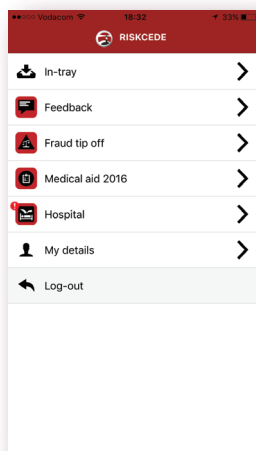 Vodacom 18:32 33%
RISKCEDE
In-tray
Feedback
Fraud tip off
Medical aid 2016
Hospital
My details
Log-out